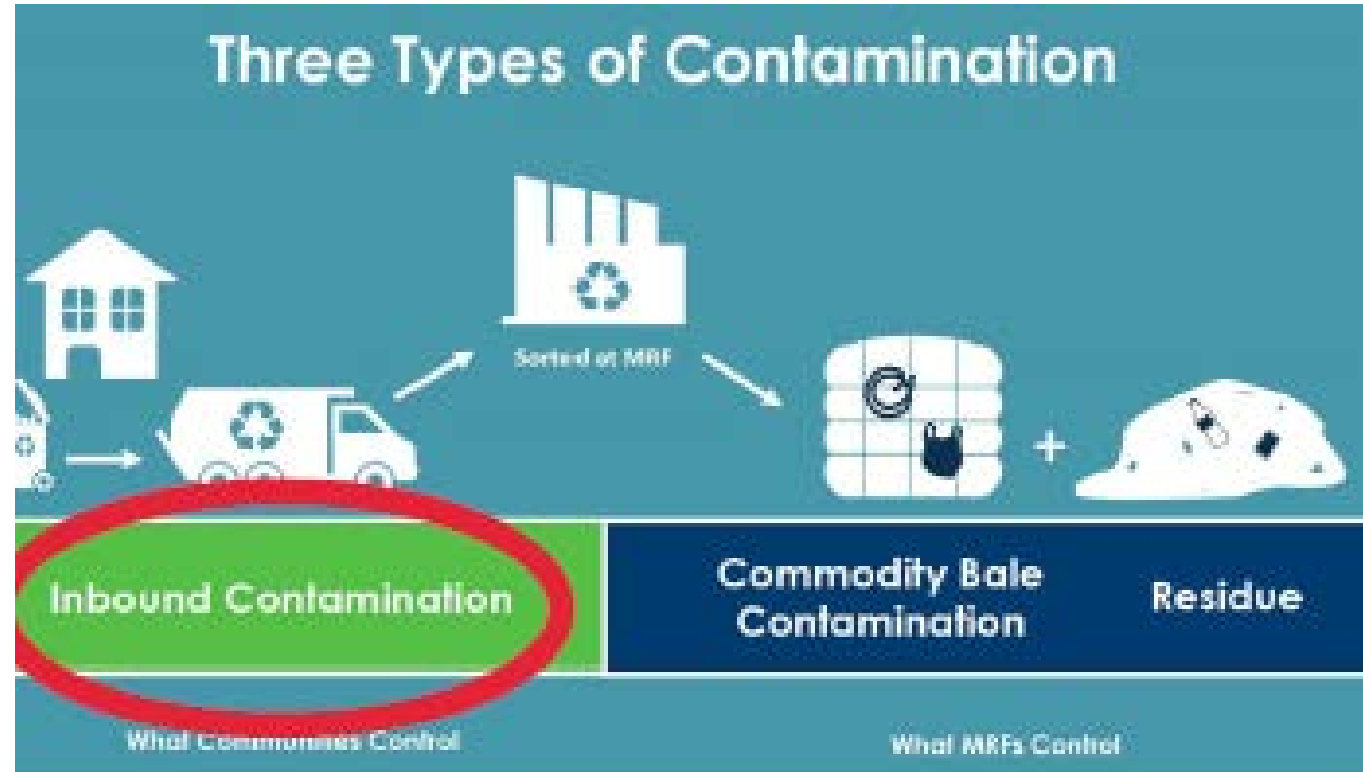 Three Types of Contamination
Sorted at MRF
Inbound Contamination
Commodity Bale
Contamination
Residue
What Communities Control
What MRFs Control